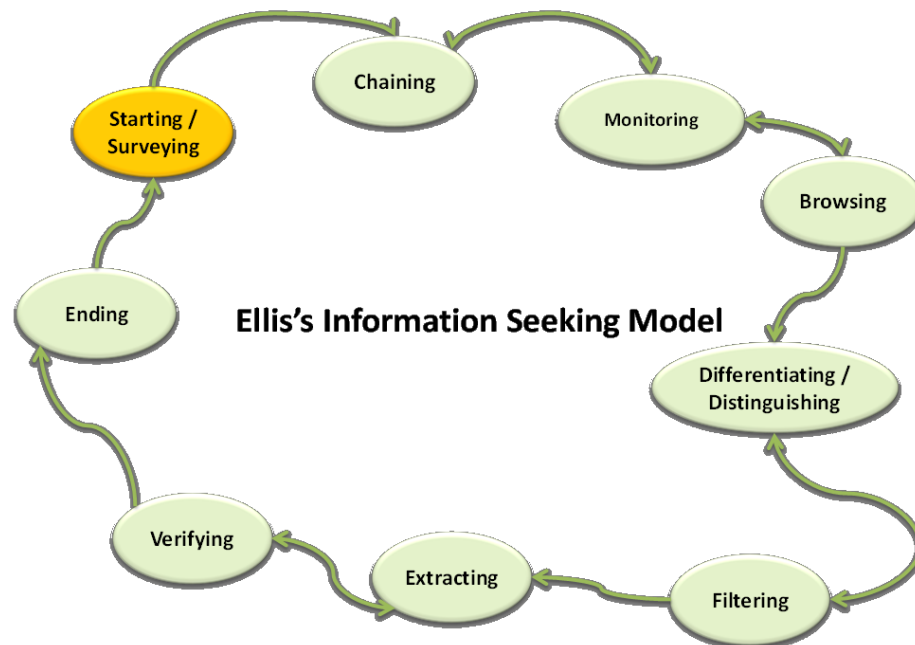 Chaining
Starting /
Surveying
Monitoring
Browsing
Ending
Ellis's Information Seeking Model
Differentiating /
Distinguishing
Verifying
Extracting
Filtering